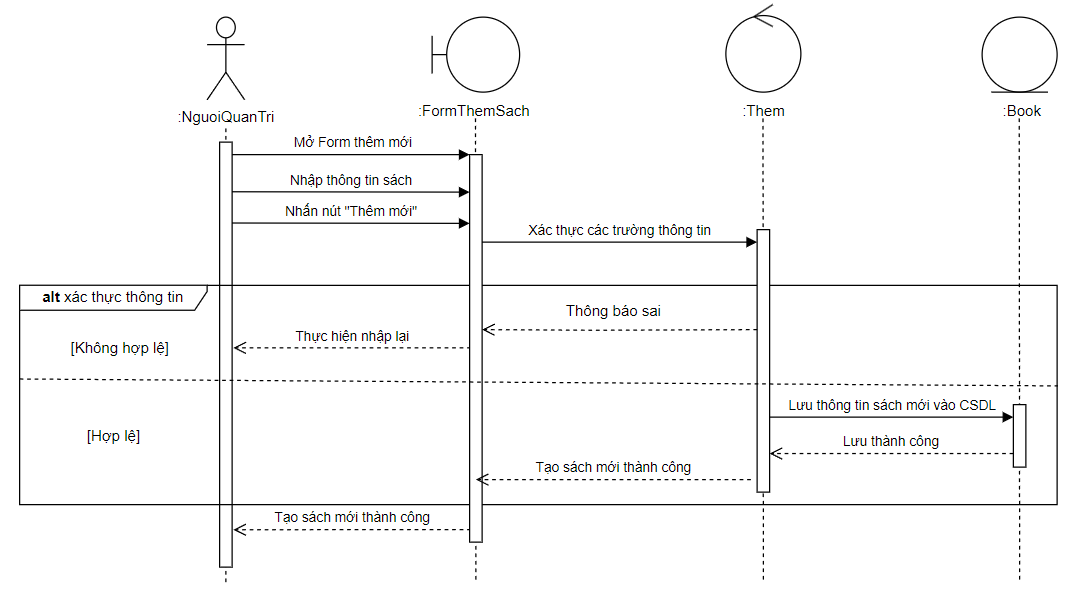 :NguoiQuanTri
:FormThemSach
:Them
:Book
Mở Form thêm mới
Nhập thông tin sách
Nhấn nút "Thêm mới"
Xác thực các trường thông tin
alt xác thực thông tin
Thông báo sai
Thực hiện nhập lại
[Không hợp lệ]
Lưu thông tin sách mới vào CSDL
[Hợp lệ]
Lưu thành công
Tạo sách mới thành công
Tạo sách mới thành công